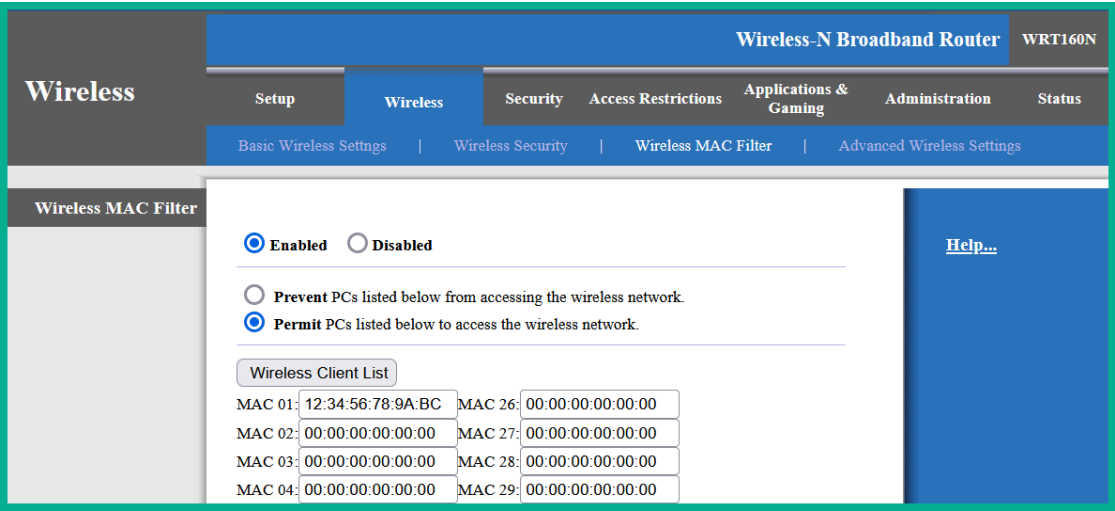 Wireless-N Broadband Router WRT160N
Wireless
Setup Wireless Security Access Restrictions Applications & Gaming Administration Status
Basic Wireless Settngs | Wireless Security | Wireless MAC Filter | Advanced Wireless Settings
Wireless MAC Filter
Enabled Disabled
Help...
Prevent PCs listed below from accessing the wireless network.
Permit PCs listed below to access the wireless network.
Wireless Client List
MAC 01: 12:34:56:78:9A:BC MAC 26: 00:00:00:00:00:00
MAC 02: 00:00:00:00:00:00 MAC 27: 00:00:00:00:00:00
MAC 03: 00:00:00:00:00:00 MAC 28: 00:00:00:00:00:00
MAC 04: 00:00:00:00:00:00 MAC 29: 00:00:00:00:00:00